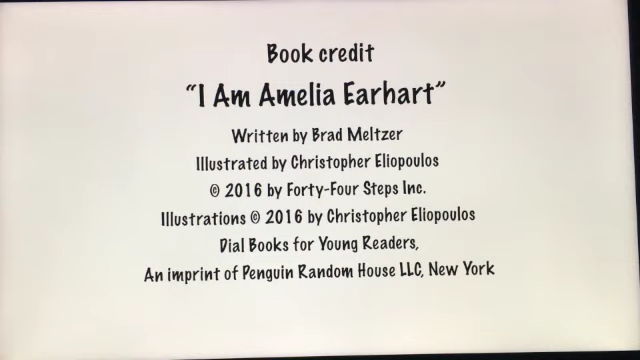 Book credit
“I Am Amelia Earhart”
Written by Brad Meltzer
Illustrated by Christopher Eliopoulos
© 2016 by Forty-Four Steps Inc.
Illustrations © 2016 by Christopher Eliopoulos
Dial Books for Young Readers,
An imprint of Penguin Random House LLC, New York